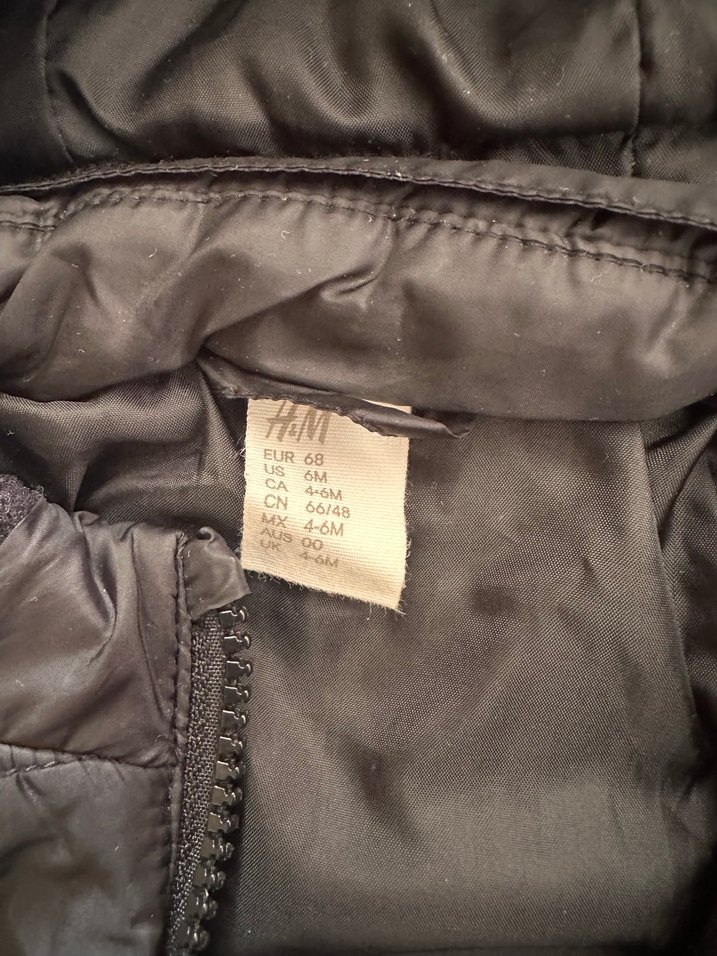 H&M
EUR 68
US 6M
CA 4-6M
CN 66/48
MX 4-6M
AUS 00
UK 4-6M